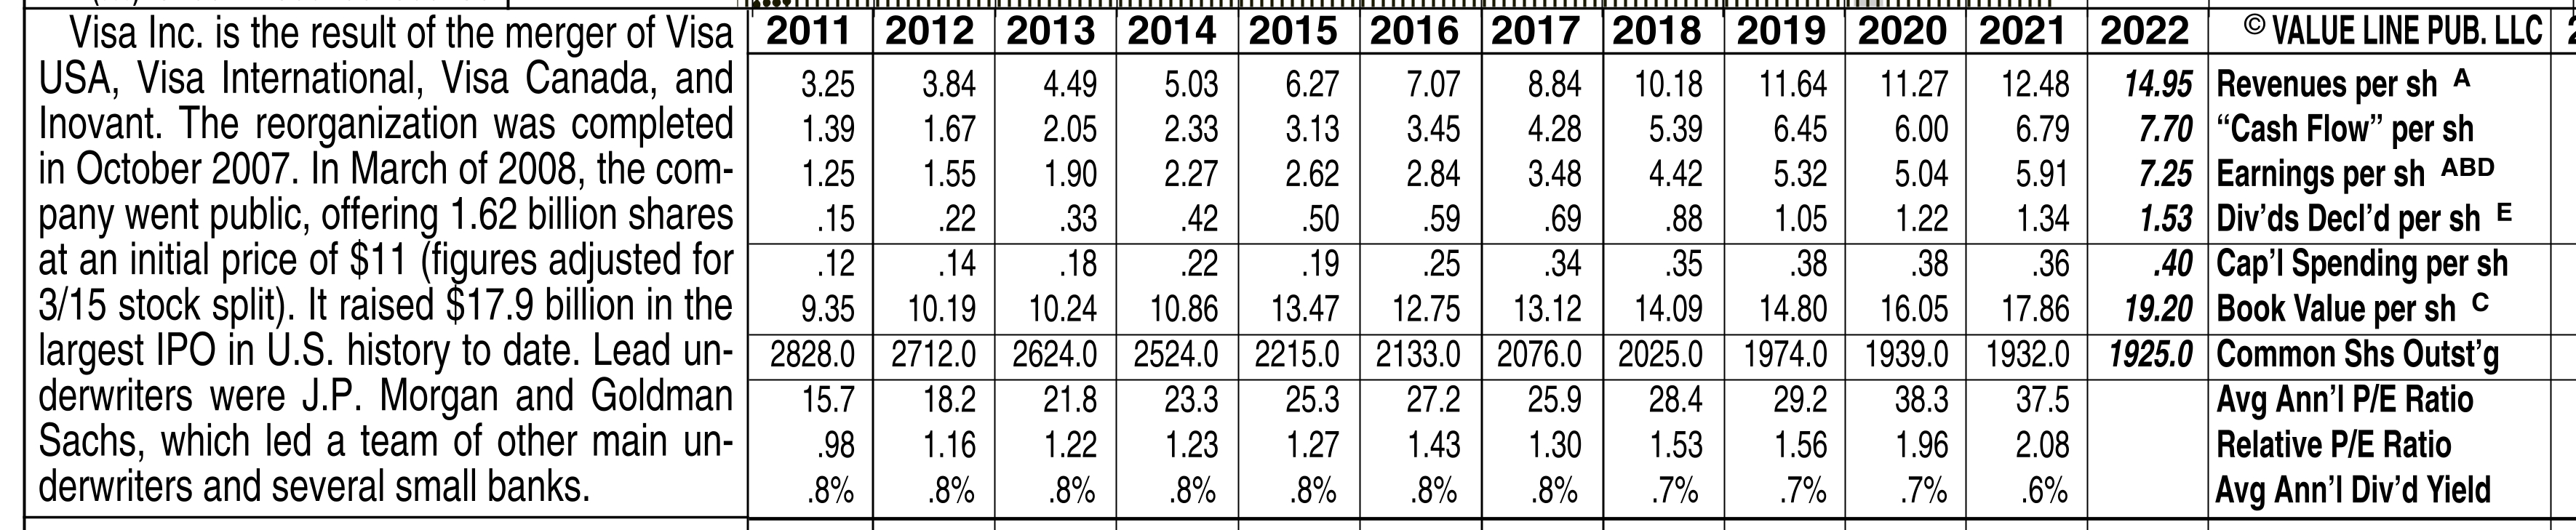 Visa Inc. is the result of the merger of Visa
USA, Visa International, Visa Canada, and
Inovant. The reorganization was completed
in October 2007. In March of 2008, the com-
pany went public, offering 1.62 billion shares
at an initial price of $11 (figures adjusted for
3/15 stock split). It raised $17.9 billion in the
largest IPO in U.S. history to date. Lead un-
derwriters were J.P. Morgan and Goldman
Sachs, which led a team of other main un-
derwriters and several small banks.
2011 2012 2013 2014 2015 2016 2017 2018 2019 2020 2021 2022 © VALUE LINE PUB. LLC
3.25 3.84 4.49 5.03 6.27 7.07 8.84 10.18 11.64 11.27 12.48 14.95 Revenues per sh A
1.39 1.67 2.05 2.33 3.13 3.45 4.28 5.39 6.45 6.00 6.79 7.70 “Cash Flow” per sh
1.25 1.55 1.90 2.27 2.62 2.84 3.48 4.42 5.32 5.04 5.91 7.25 Earnings per sh ABD
.15 .22 .33 .42 .50 .59 .69 .88 1.05 1.22 1.34 1.53 Div’ds Decl’d per sh E
.12 .14 .18 .22 .19 .25 .34 .35 .38 .38 .36 .40 Cap’l Spending per sh
9.35 10.19 10.24 10.86 13.47 12.75 13.12 14.09 14.80 16.05 17.86 19.20 Book Value per sh C
2828.0 2712.0 2624.0 2524.0 2215.0 2133.0 2076.0 2025.0 1974.0 1939.0 1932.0 1925.0 Common Shs Outst’g
15.7 18.2 21.8 23.3 25.3 27.2 25.9 28.4 29.2 38.3 37.5 Avg Ann’l P/E Ratio
.98 1.16 1.22 1.23 1.27 1.43 1.30 1.53 1.56 1.96 2.08 Relative P/E Ratio
.8% .8% .8% .8% .8% .8% .8% .7% .7% .7% .6% Avg Ann’l Div’d Yield